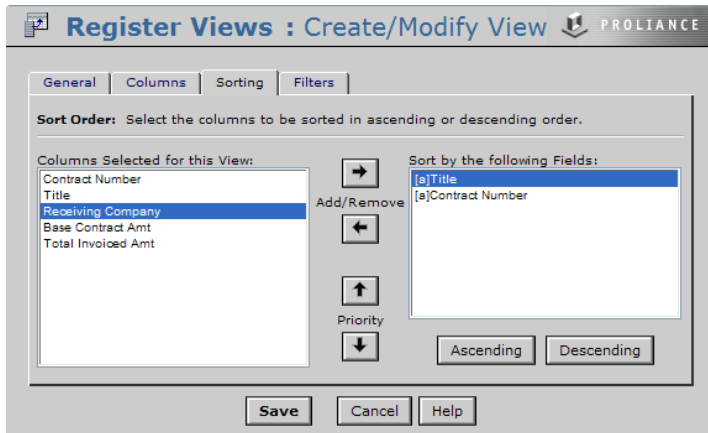 Register Views : Create/Modify View PROLIANCE
General Columns Sorting Filters
Sort Order: Select the columns to be sorted in ascending or descending order.
Columns Selected for this View:
Contract Number
Title
Receiving Company
Base Contract Amt
Total Invoiced Amt
Add/Remove
Priority
Sort by the following Fields:
[a]Title
[a]Contract Number
Ascending Descending
Save Cancel Help